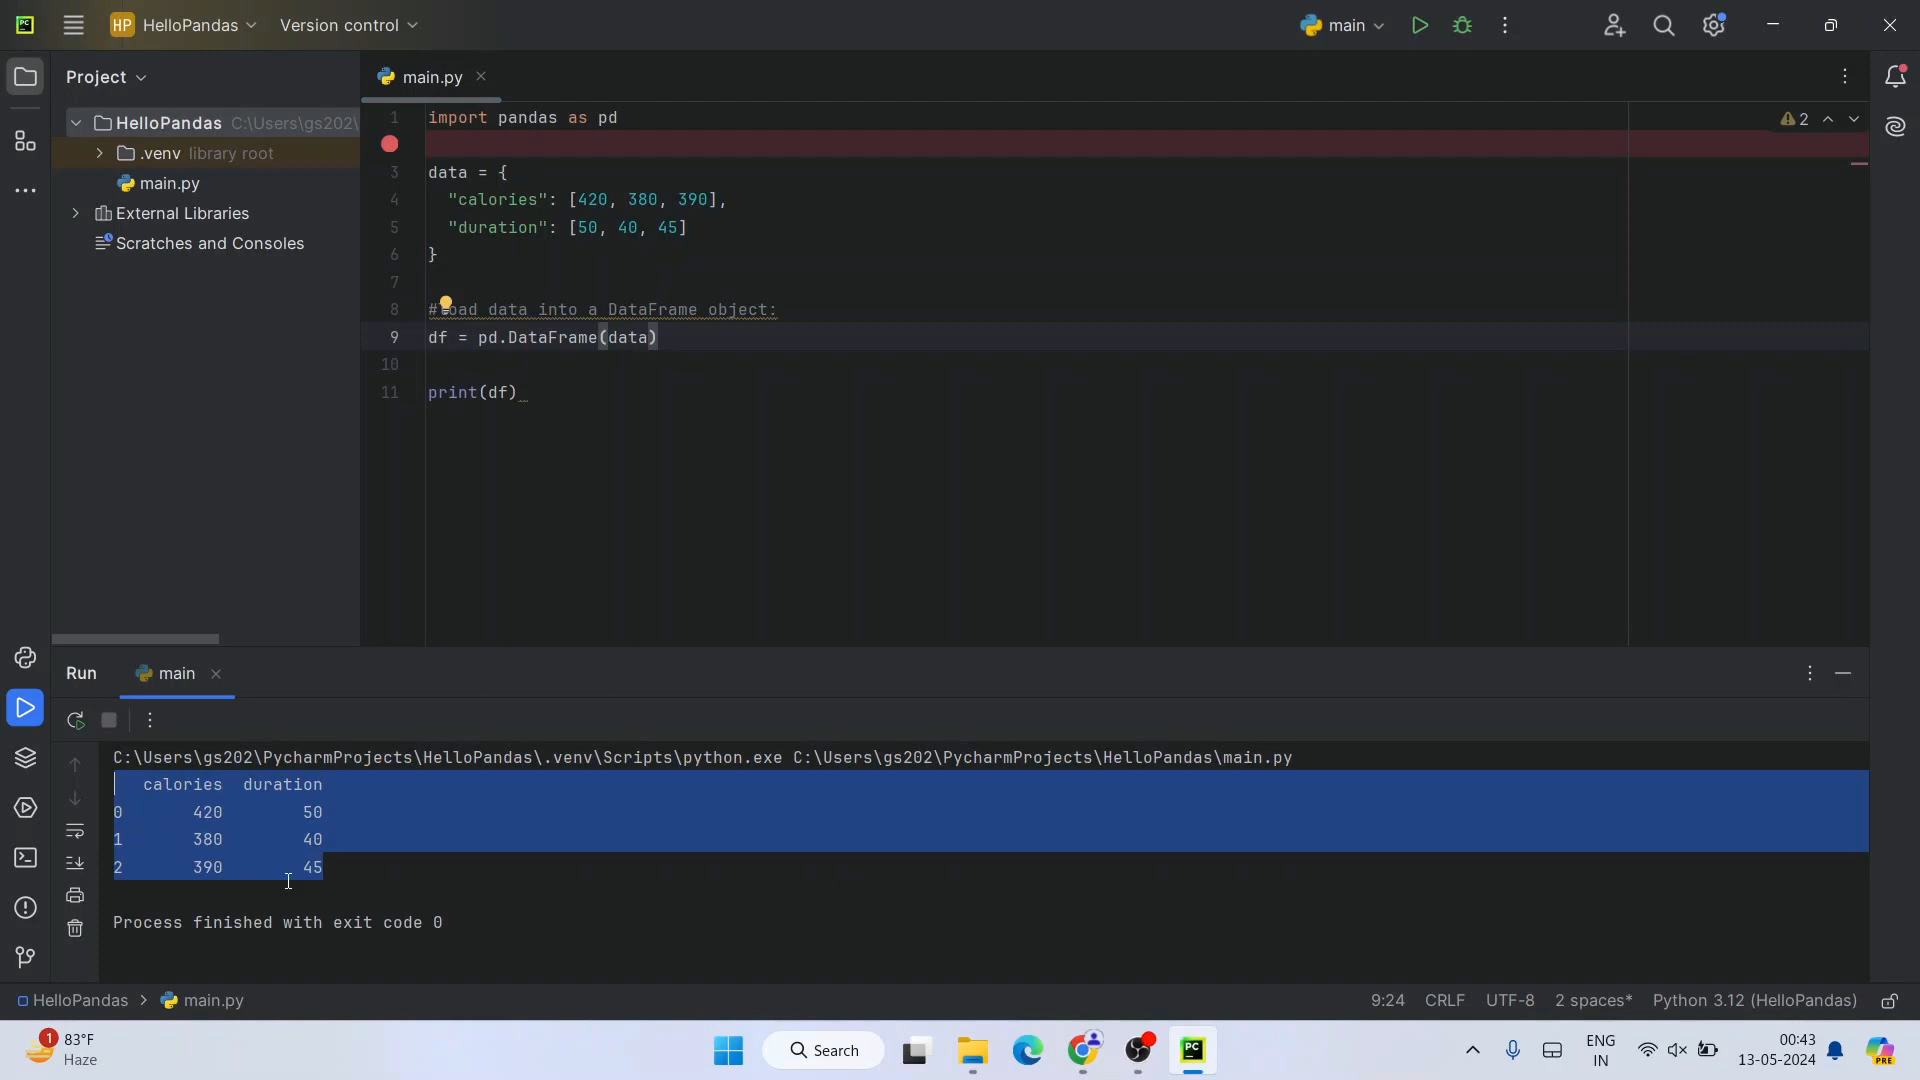 PC HP HelloPandas Version control main
Project
main.py
HelloPandas C:\Users\gs202\
.venv library root
main.py
External Libraries
Scratches and Consoles
1 import pandas as pd
2
3 data = {
4 "calories": [420, 380, 390],
5 "duration": [50, 40, 45]
6 }
7
8 #load data into a DataFrame object:
9 df = pd.DataFrame(data)
10
11 print(df)
Run main
C:\Users\gs202\PycharmProjects\HelloPandas\.venv\Scripts\python.exe C:\Users\gs202\PycharmProjects\HelloPandas\main.py
calories duration
0 420 50
1 380 40
2 390 45
Process finished with exit code 0
HelloPandas main.py 9:24 CRLF UTF-8 2 spaces* Python 3.12 (HelloPandas)
1 83°F
Haze
Search
PC
ENG
IN
00:43
13-05-2024
PRE